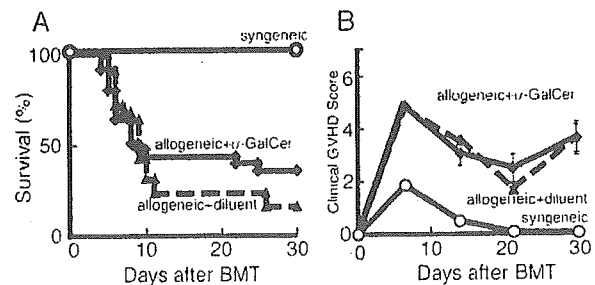 A
syngeneic
100
50
0
Survival (%)
allogeneic+α-GalCer
allogeneic+diluent
0 10 20 30
Days after BMT
B
6
4
2
0
Clinical GVHD Score
allogeneic+α-GalCer
allogeneic+diluent
syngeneic
0 10 20 30
Days after BMT